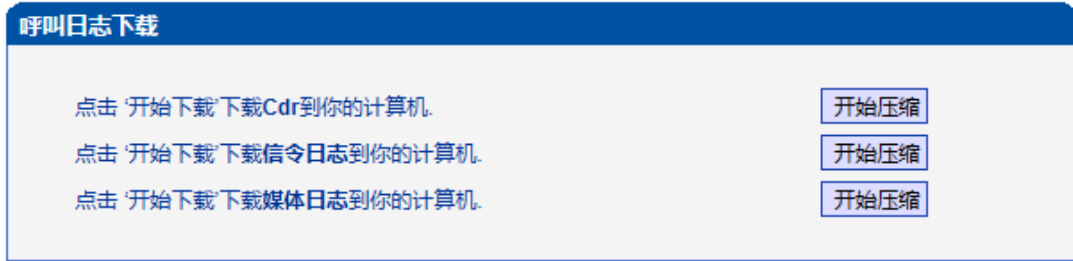 呼叫日志下载
点击 '开始下载'下载Cdr到你的计算机. 开始压缩
点击 '开始下载'下载信令日志到你的计算机. 开始压缩
点击 '开始下载'下载媒体日志到你的计算机. 开始压缩